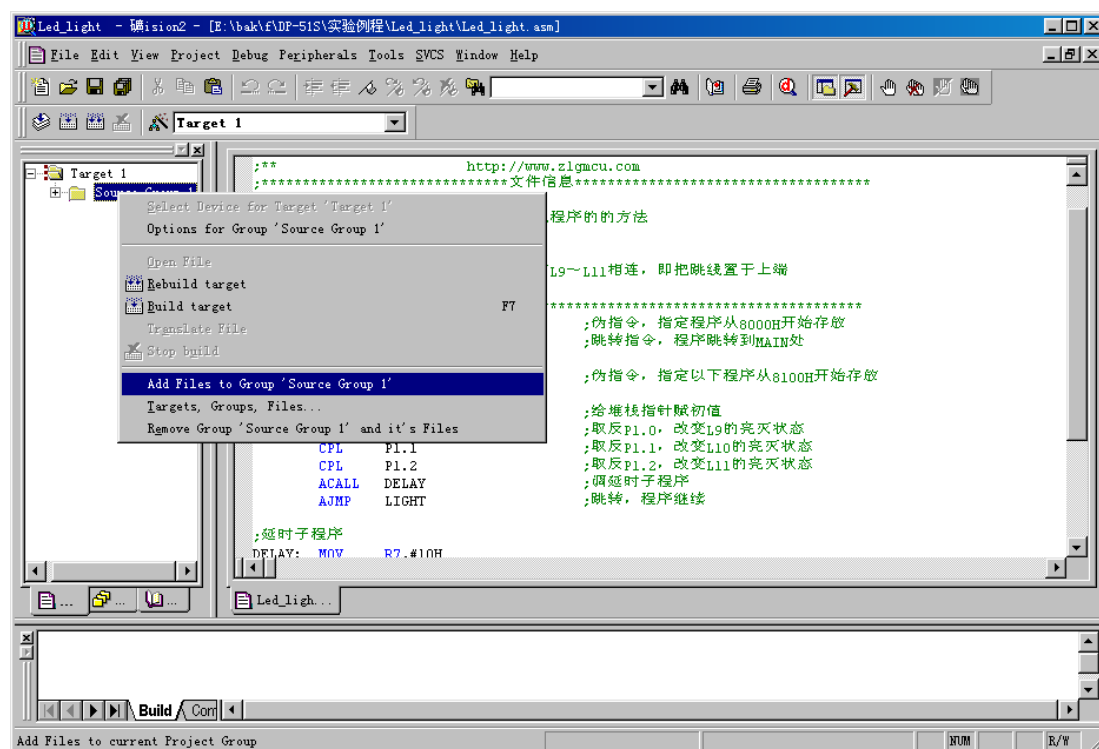 Led_light - 礦ision2 - [E:\bak\f\DP-51S\实验例程\Led_light\Led_light.asm]
File Edit View Project Debug Peripherals Tools SVCS Window Help
Target 1
;** http://www.zlgmcu.com
;******************************文件信息************************************
程序的的方法
L9～L11相连，即把跳线置于上端
;伪指令，指定程序从8000H开始存放
;跳转指令，程序跳转到MAIN处
;伪指令，指定以下程序从8100H开始存放
;给堆栈指针赋初值
;取反P1.0，改变L9的亮灭状态
CPL P1.1 ;取反P1.1，改变L10的亮灭状态
CPL P1.2 ;取反P1.2，改变L11的亮灭状态
ACALL DELAY ;调延时子程序
AJMP LIGHT ;跳转，程序继续
;延时子程序
DELAY: MOV R7,#10H
Target 1
Source Group 1
Select Device for Target 'Target 1'
Options for Group 'Source Group 1'
Open File
Rebuild target
Build target F7
Translate File
Stop build
Add Files to Group 'Source Group 1'
Targets, Groups, Files...
Remove Group 'Source Group 1' and it's Files
Led_ligh...
Build Com
Add Files to current Project Group NUM R/W